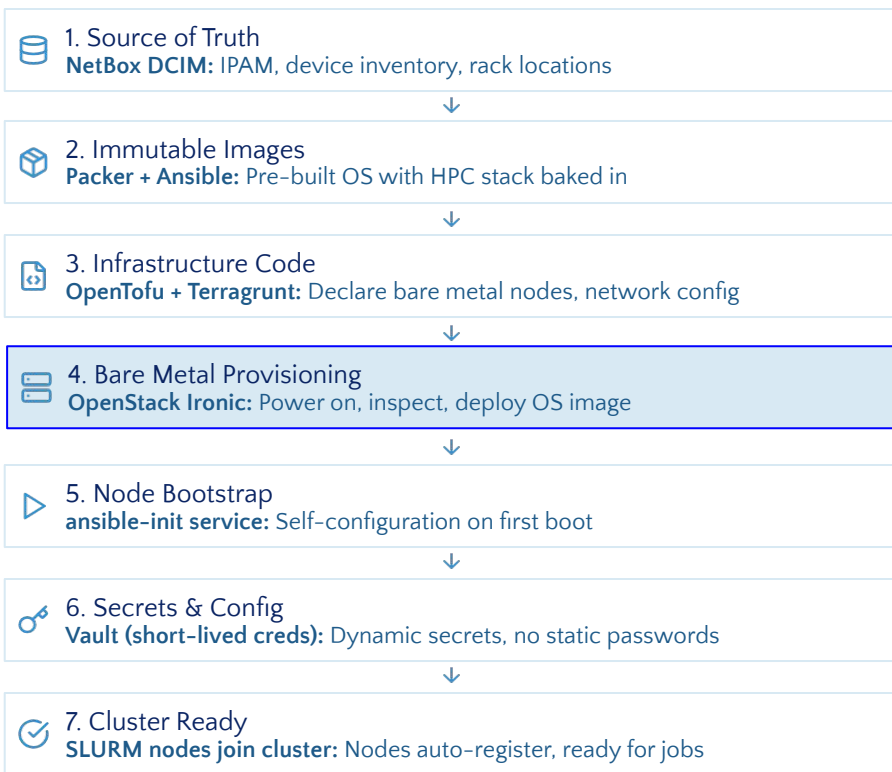 1. Source of Truth
NetBox DCIM: IPAM, device inventory, rack locations
2. Immutable Images
Packer + Ansible: Pre-built OS with HPC stack baked in
3. Infrastructure Code
OpenTofu + Terragrunt: Declare bare metal nodes, network config
4. Bare Metal Provisioning
OpenStack Ironic: Power on, inspect, deploy OS image
5. Node Bootstrap
ansible-init service: Self-configuration on first boot
6. Secrets & Config
Vault (short-lived creds): Dynamic secrets, no static passwords
7. Cluster Ready
SLURM nodes join cluster: Nodes auto-register, ready for jobs